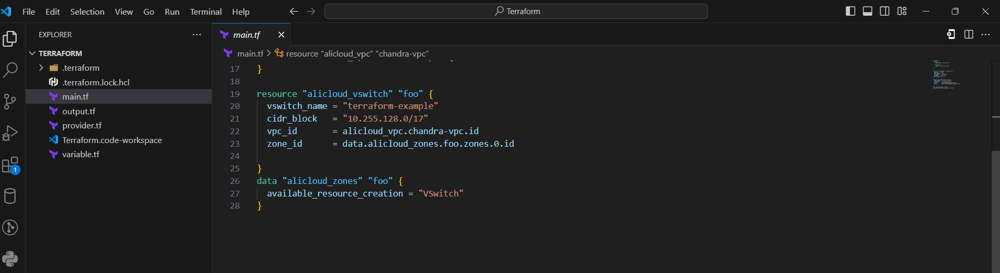 File Edit Selection View Go Run Terminal Help Terraform
EXPLORER
TERRAFORM
.terraform
.terraform.lock.hcl
main.tf
output.tf
provider.tf
Terraform.code-workspace
variable.tf
1
main.tf
main.tf > resource "alicloud_vpc" "chandra-vpc"
17 }
18
19 resource "alicloud_vswitch" "foo" {
20 vswitch_name = "terraform-example"
21 cidr_block = "10.255.128.0/17"
22 vpc_id = alicloud_vpc.chandra-vpc.id
23 zone_id = data.alicloud_zones.foo.zones.0.id
24
25 }
26 data "alicloud_zones" "foo" {
27 available_resource_creation = "VSwitch"
28 }